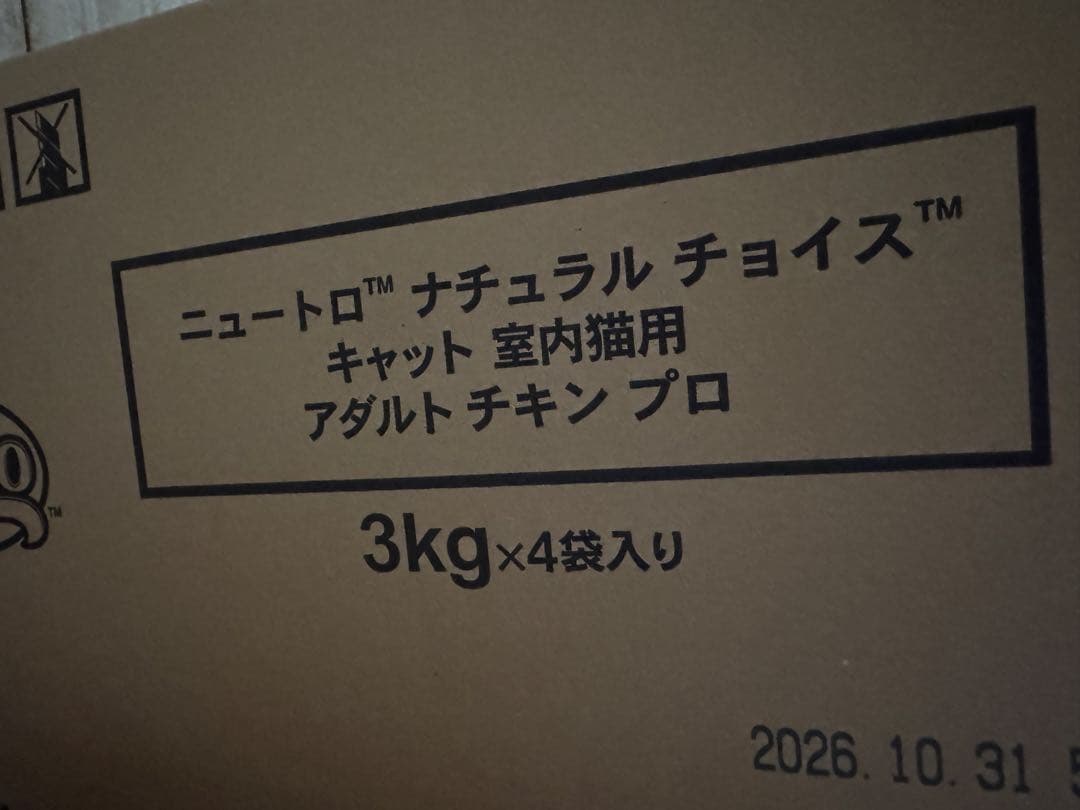 ニュートロ™ ナチュラル チョイス™
キャット 室内猫用
アダルト チキン プロ
3kg×4袋入り
TM
2026.10.31